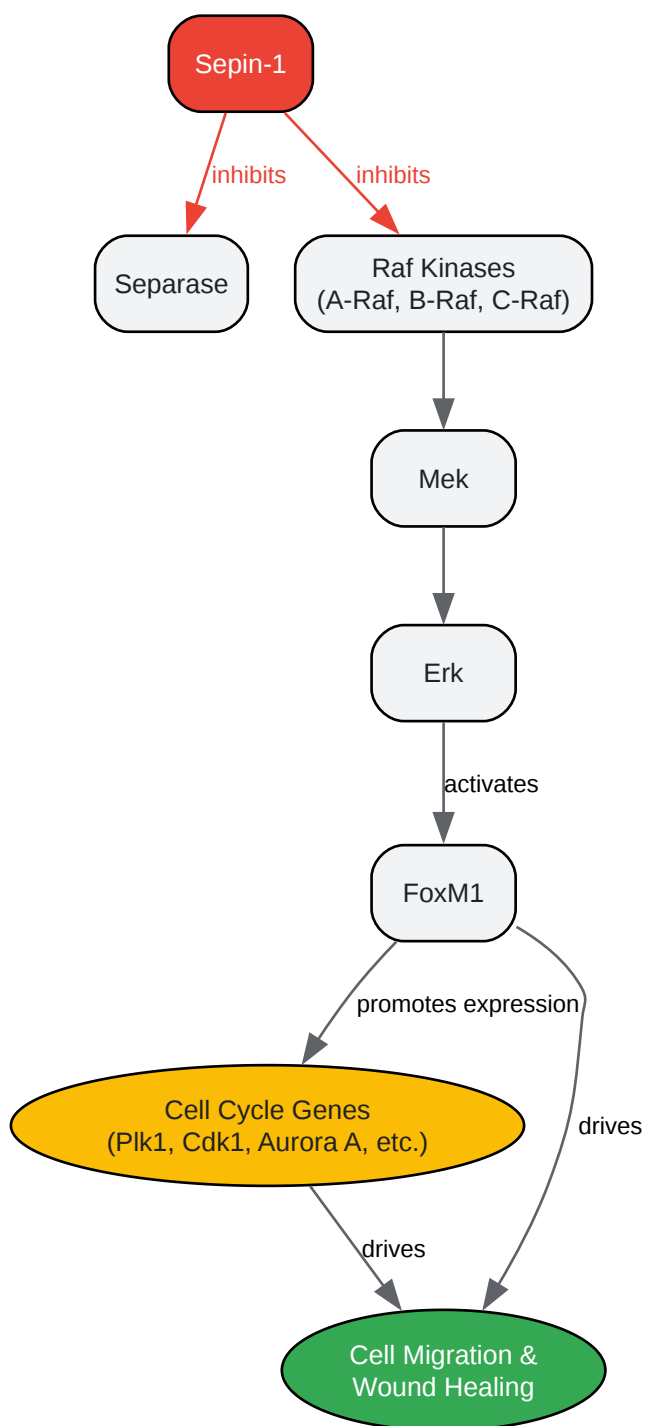 Sepin-1
inhibits
inhibits
Separase
Raf Kinases
(A-Raf, B-Raf, C-Raf)
Mek
Erk
activates
FoxM1
promotes expression
Cell Cycle Genes
(Plk1, Cdk1, Aurora A, etc.)
drives
drives
Cell Migration &
Wound Healing